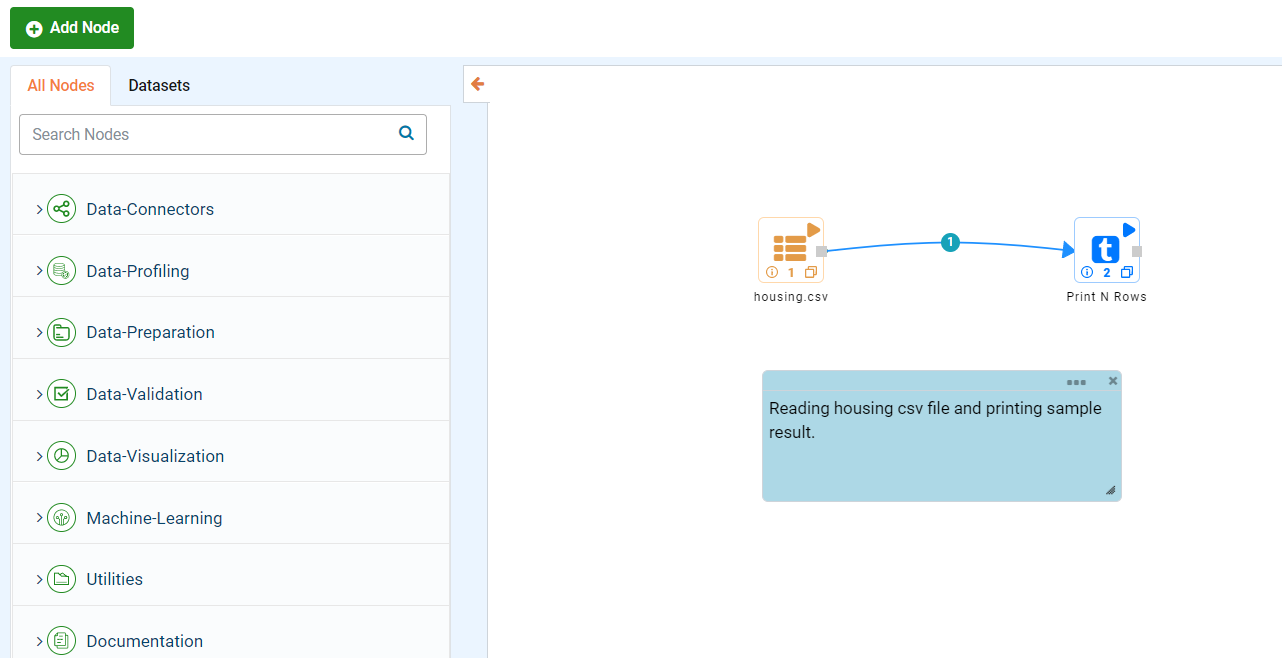 Add Node
All Nodes Datasets
Search Nodes
Data-Connectors
Data-Profiling
Data-Preparation
Data-Validation
Data-Visualization
Machine-Learning
Utilities
Documentation
1
1
housing.csv
t
2
Print N Rows
Reading housing csv file and printing sample
result.